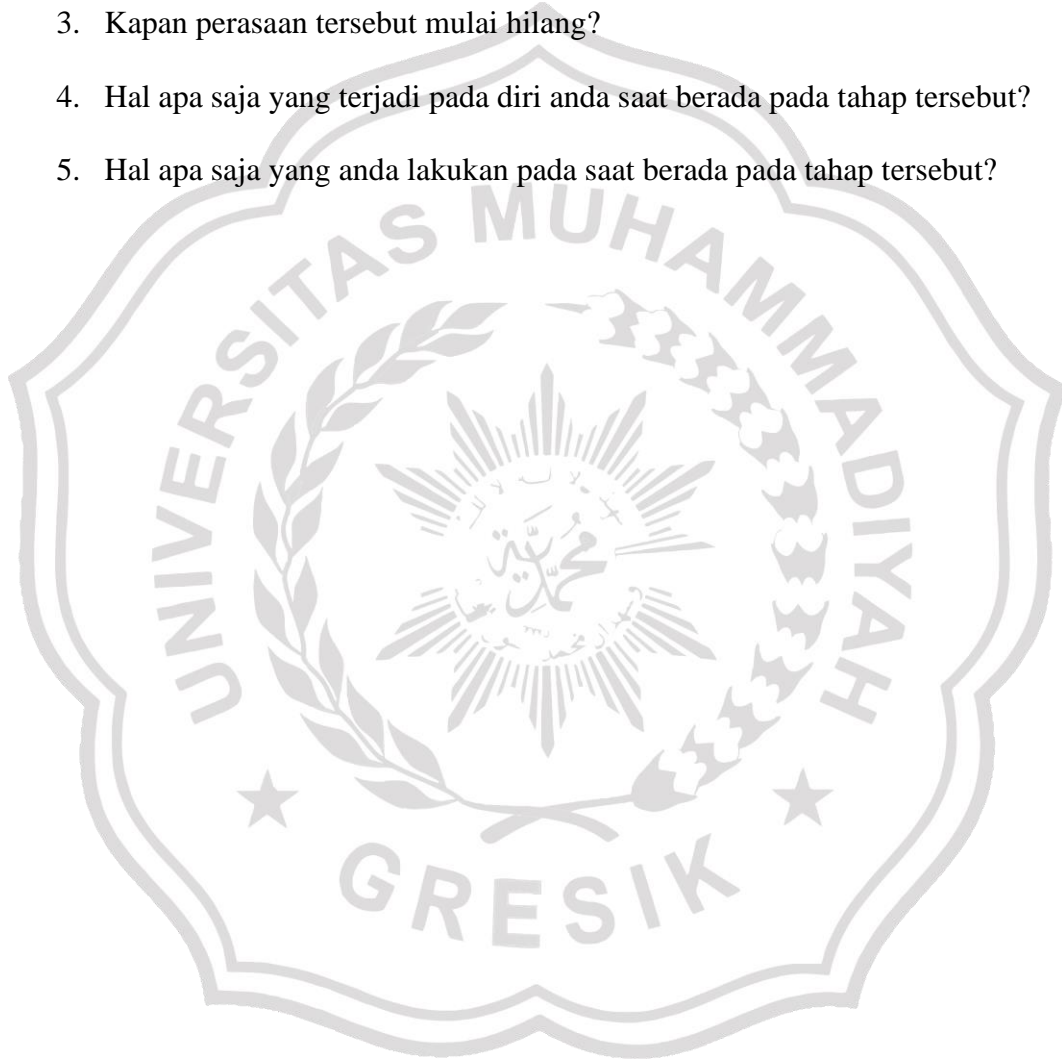 3. Kapan perasaan tersebut mulai hilang?
4. Hal apa saja yang terjadi pada diri anda saat berada pada tahap tersebut?
5. Hal apa saja yang anda lakukan pada saat berada pada tahap tersebut?
UNIVERSITAS MUHAMMADIYAH
GRESIK